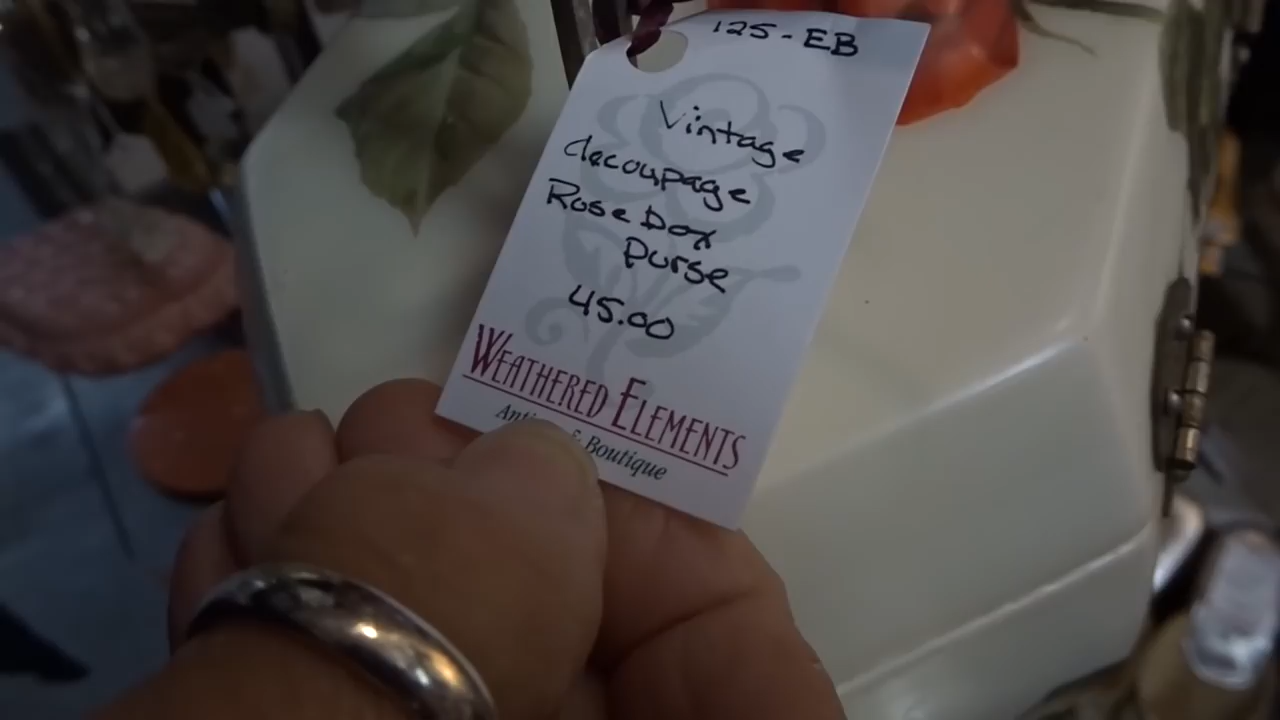 125-EB
Vintage
decoupage
Rose Box
Purse
45.00
WEATHERED ELEMENTS
& Boutique